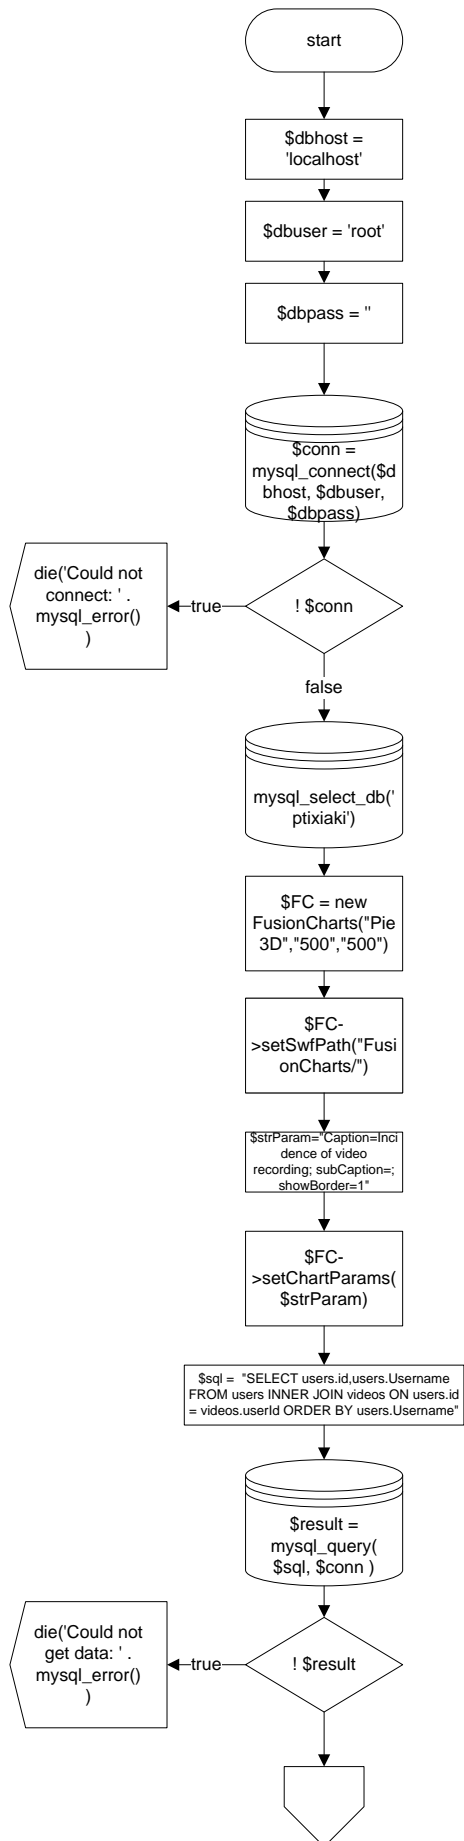 start
$dbhost =
'localhost'
$dbuser = 'root'
$dbpass = ''
$conn =
mysql_connect($d
bhost, $dbuser,
$dbpass)
die('Could not
connect: ' .
mysql_error()
)
true
! $conn
false
mysql_select_db('
ptixiaki')
$FC = new
FusionCharts("Pie
3D","500","500")
$FC-
>setSwfPath("Fusi
onCharts/")
$strParam="Caption=Inci
dence of video
recording; subCaption=;
showBorder=1"
$FC-
>setChartParams(
$strParam)
$sql =  "SELECT users.id,users.Username
FROM users INNER JOIN videos ON users.id
= videos.userId ORDER BY users.Username"
$result =
mysql_query(
$sql, $conn )
die('Could not
get data: ' .
mysql_error()
)
true
! $result